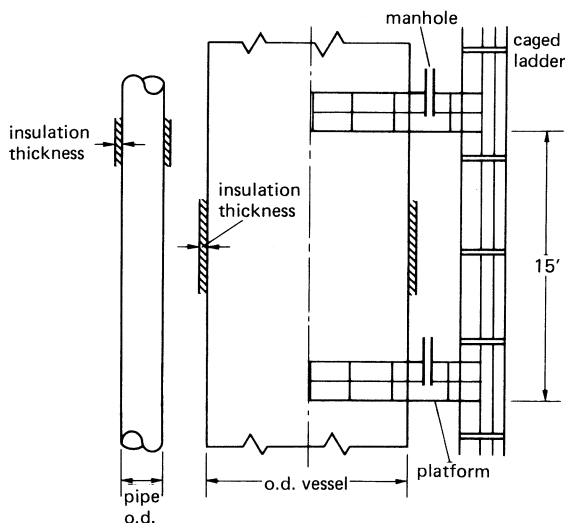 manhole
caged
ladder
insulation
thickness
insulation
thickness
15'
platform
o.d. vessel
pipe
o.d.